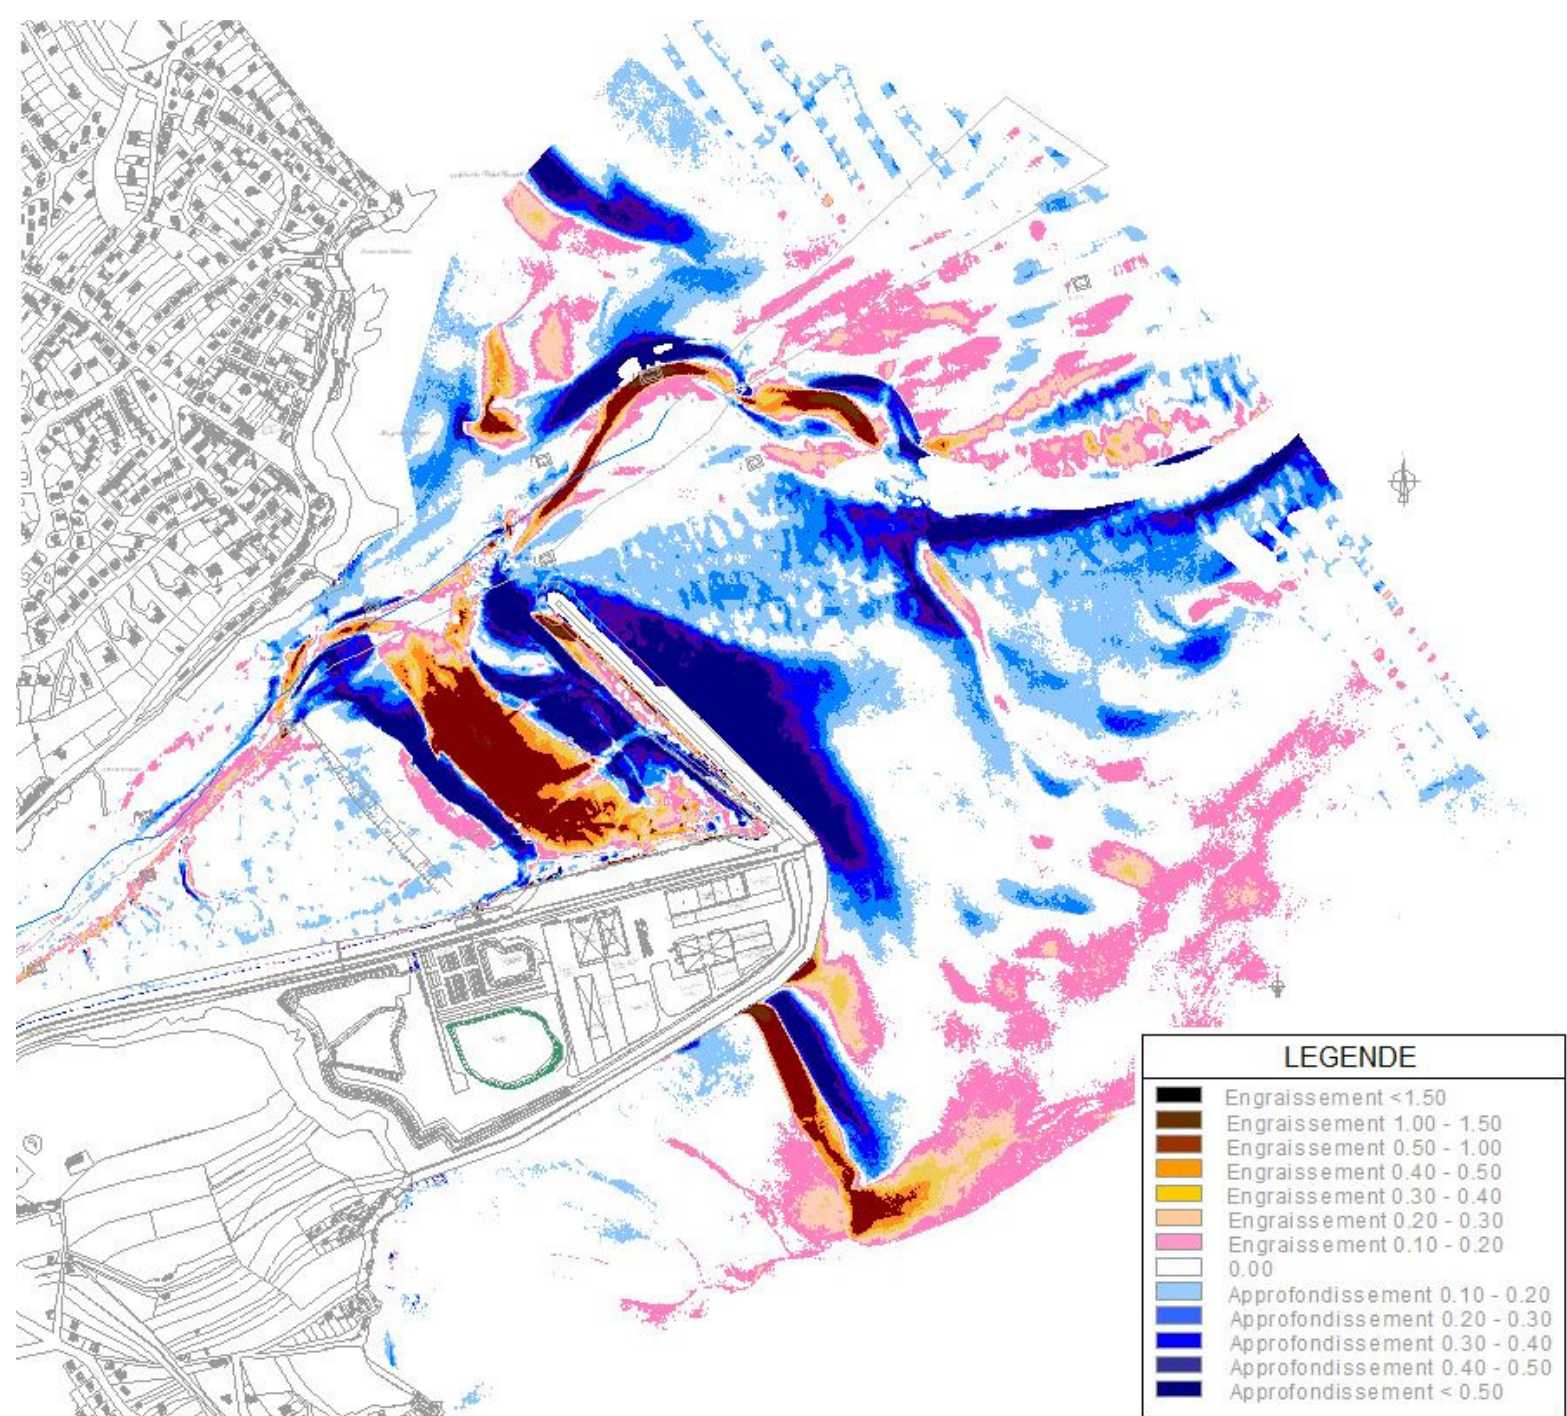 LEGENDE
Engraissement <1.50
Engraissement 1.00 - 1.50
Engraissement 0.50 - 1.00
Engraissement 0.40 - 0.50
Engraissement 0.30 - 0.40
Engraissement 0.20 - 0.30
Engraissement 0.10 - 0.20
0.00
Approfondissement 0.10 - 0.20
Approfondissement 0.20 - 0.30
Approfondissement 0.30 - 0.40
Approfondissement 0.40 - 0.50
Approfondissement < 0.50